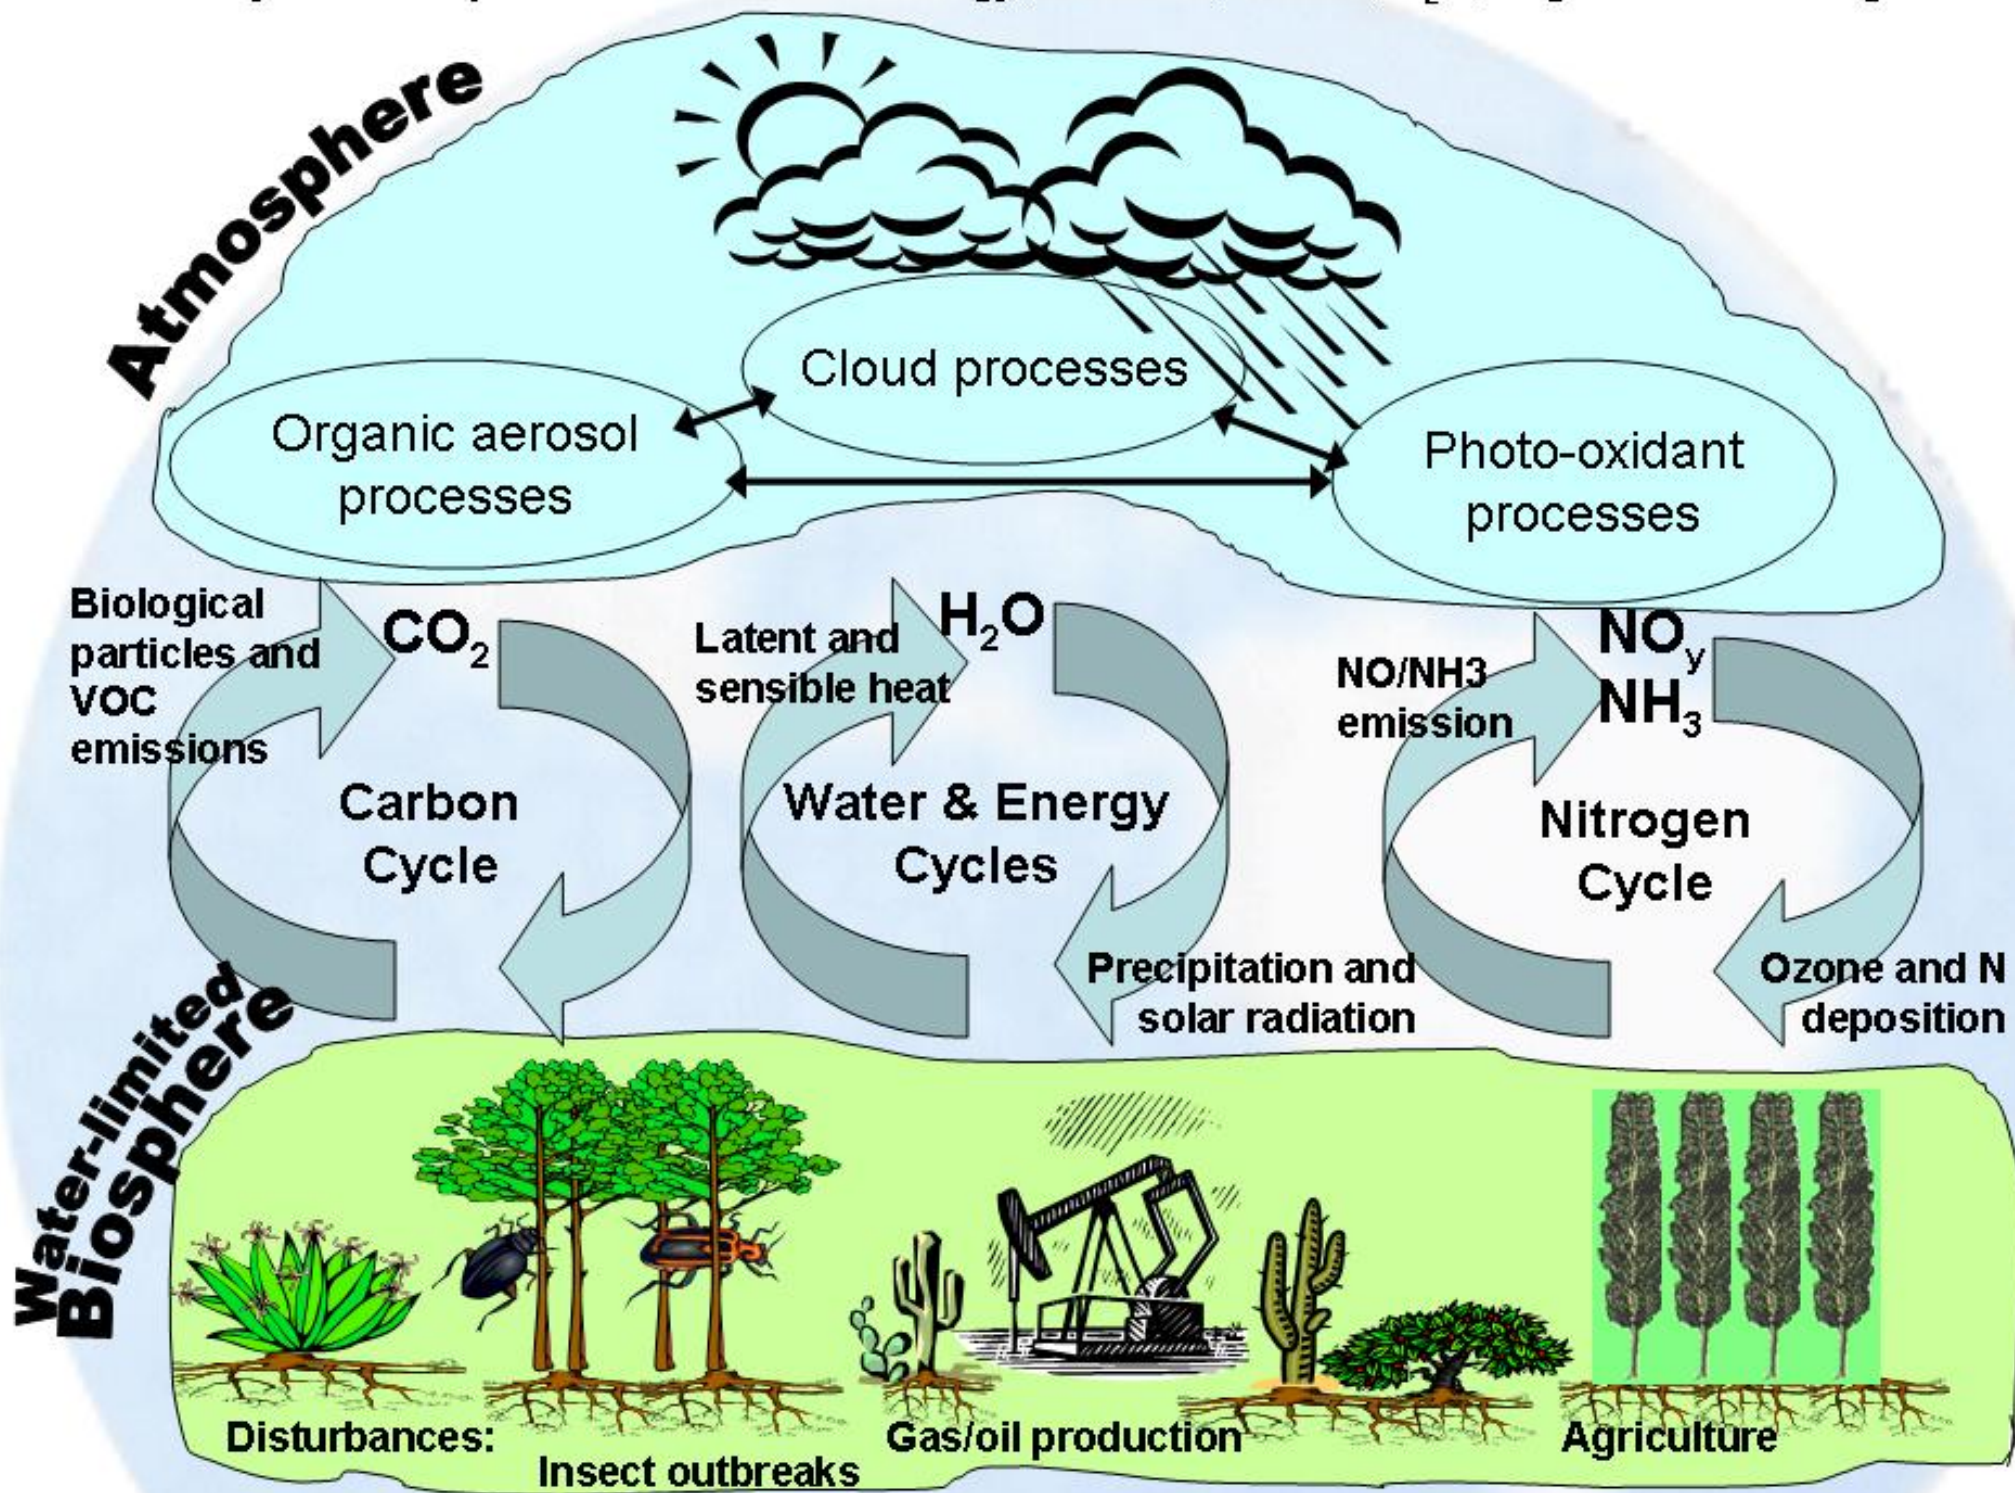 Atmosphere
Cloud processes
Organic aerosol
processes
Photo-oxidant
processes
Biological
particles and
VOC
emissions
CO₂
Carbon
Cycle
Latent and
sensible heat
H₂O
Water & Energy
Cycles
Precipitation and
solar radiation
NO/NH3
emission
NOᵧ
NH₃
Nitrogen
Cycle
Ozone and N
deposition
Water-limited
Biosphere
Disturbances:
Insect outbreaks
Gas/oil production
Agriculture